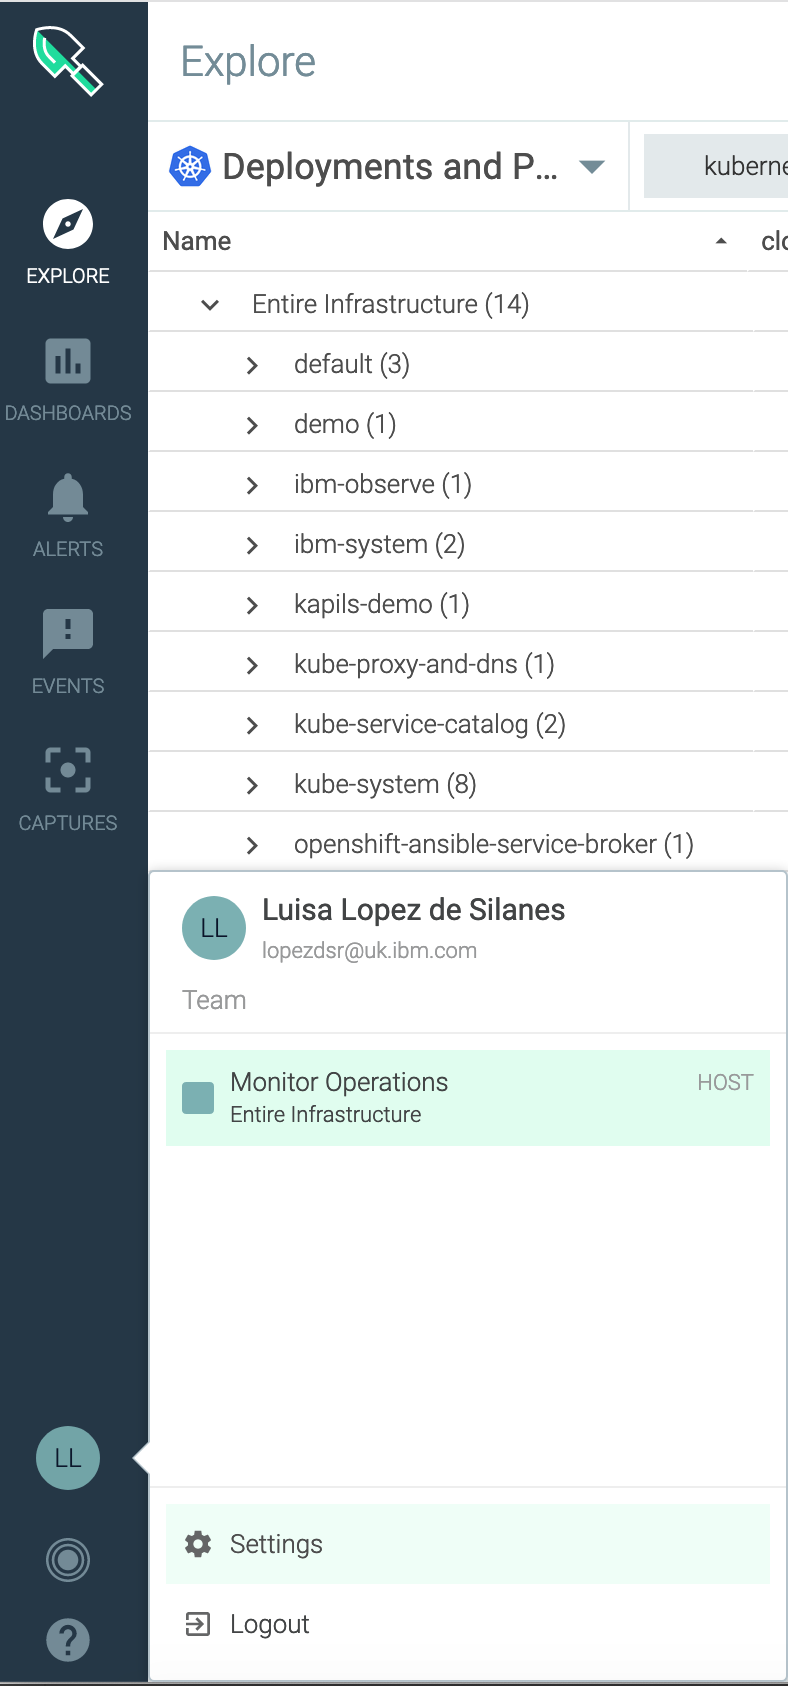 Explore
EXPLORE
DASHBOARDS
ALERTS
EVENTS
CAPTURES
Deployments and P...
kuberne
Name
clo
Entire Infrastructure (14)
default (3)
demo (1)
ibm-observe (1)
ibm-system (2)
kapils-demo (1)
kube-proxy-and-dns (1)
kube-service-catalog (2)
kube-system (8)
openshift-ansible-service-broker (1)
LL
Luisa Lopez de Silanes
lopezdsr@uk.ibm.com
Team
Monitor Operations
HOST
Entire Infrastructure
LL
Settings
Logout